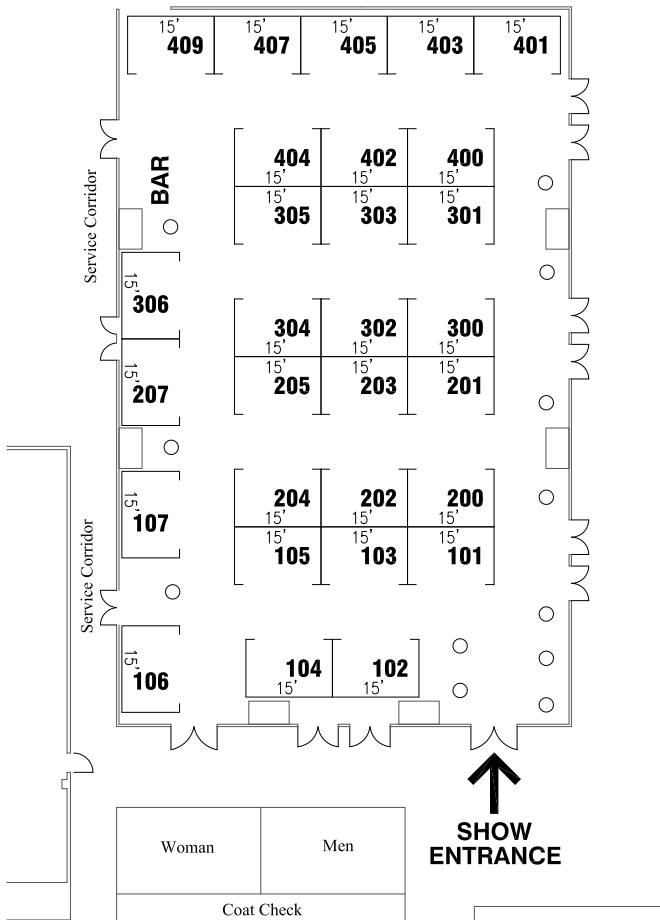 15' 15' 15' 15' 15'
409 407 405 403 401
BAR
404 402 400
15' 15' 15'
Service Corridor
15' 15' 15'
305 303 301
15'
306
304 302 300
15' 15' 15'
15'
207
15' 15' 15'
205 203 201
204 202 200
15' 15' 15'
15'
107
Service Corridor
15' 15' 15'
105 103 101
15'
106
104 102
15' 15'
SHOW
ENTRANCE
Woman Men
Coat Check